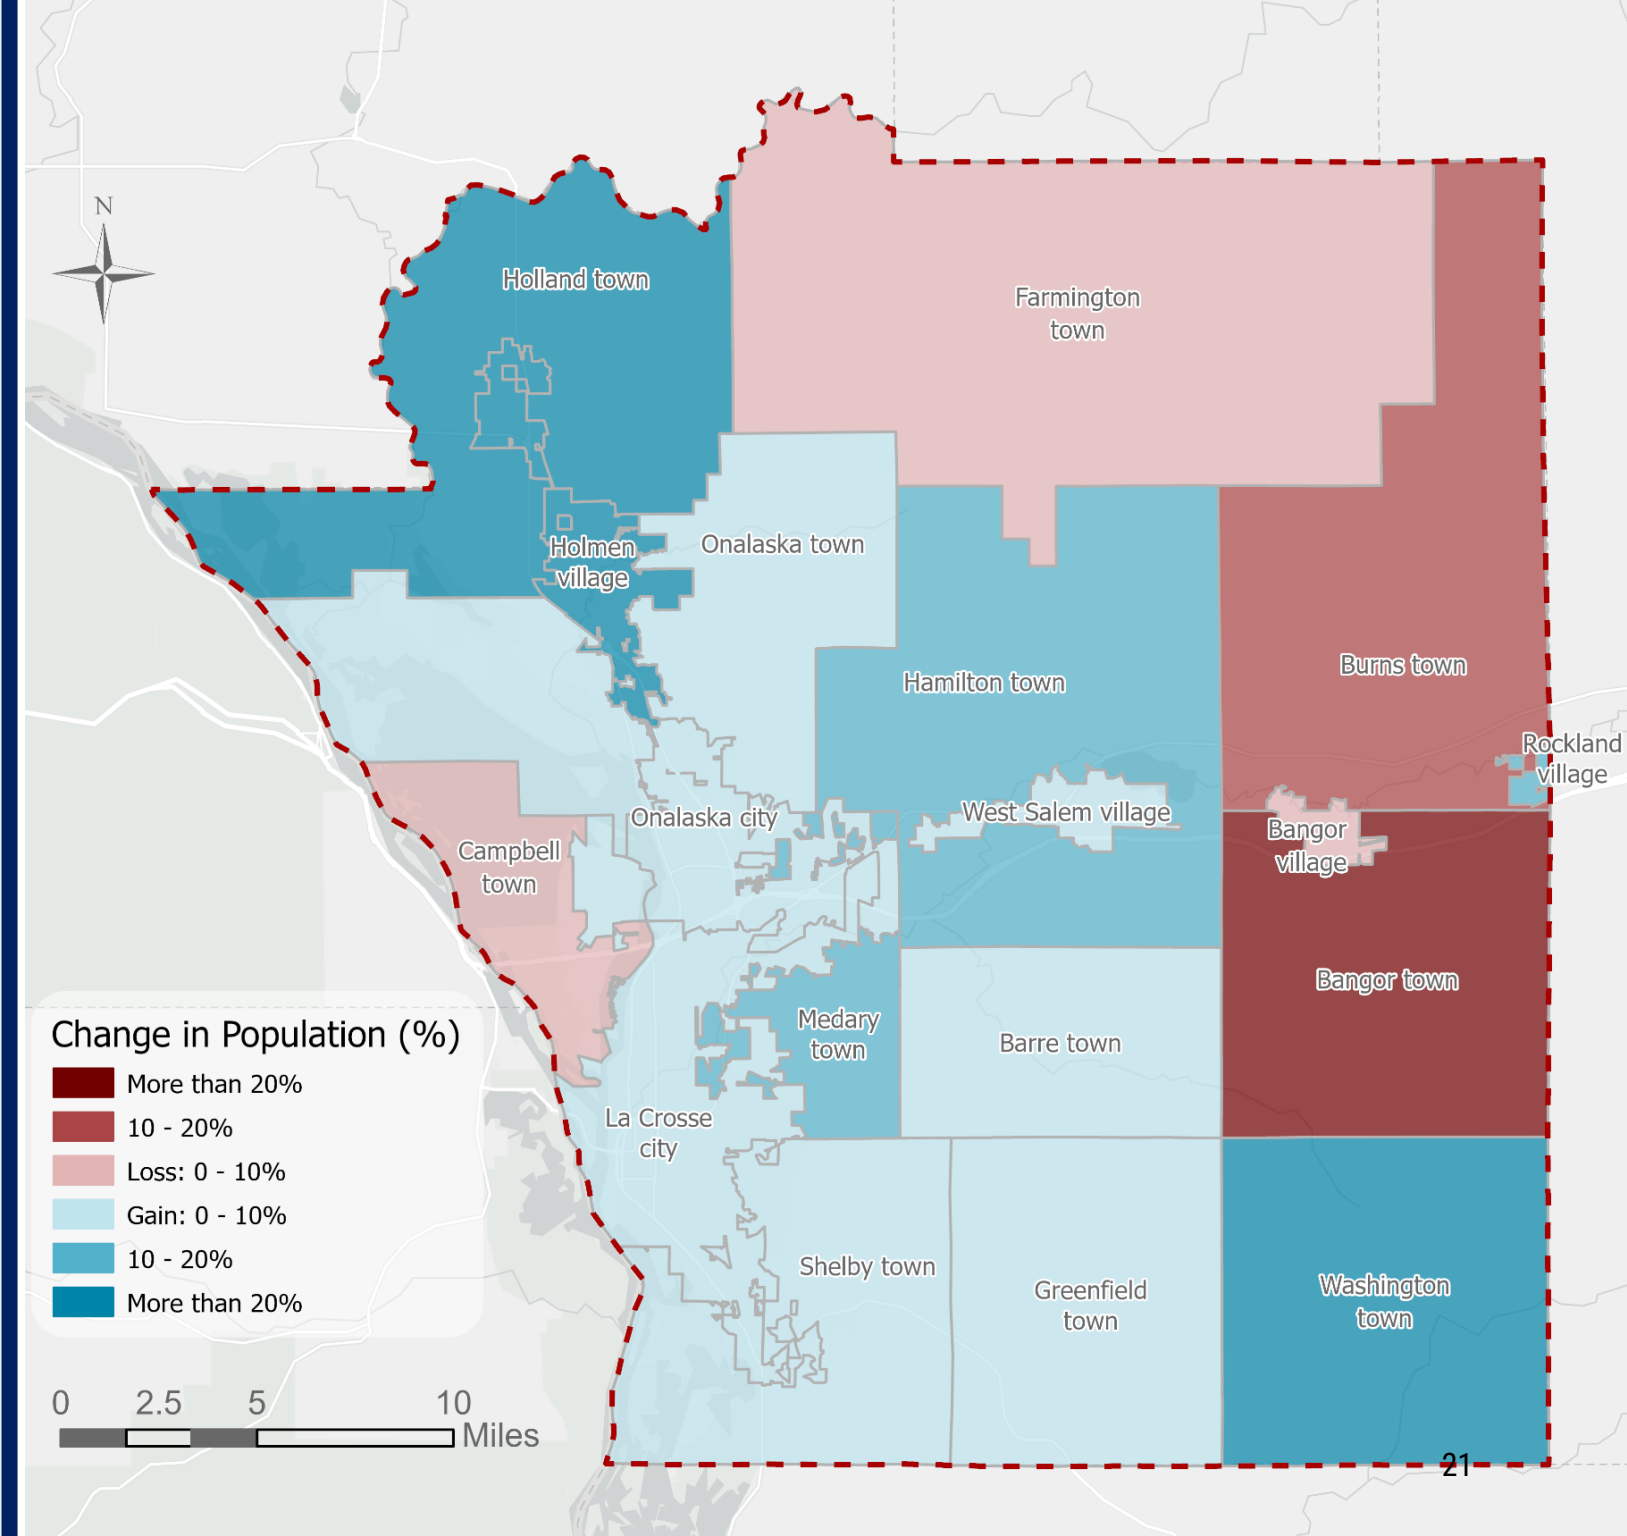 N
Holland town
Farmington
town
Holmen
village
Onalaska town
Burns town
Hamilton town
Rockland
village
Onalaska city
West Salem village
Bangor
village
Campbell
town
Bangor town
Medary
town
Barre town
La Crosse
city
Shelby town
Greenfield
town
Washington
town
Change in Population (%)
More than 20%
10 - 20%
Loss: 0 - 10%
Gain: 0 - 10%
10 - 20%
More than 20%
0 2.5 5 10
Miles
21